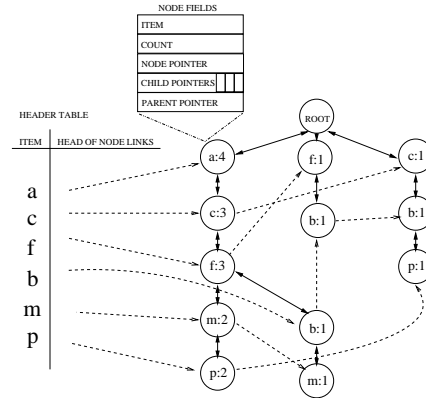 NODE FIELDS
ITEM
COUNT
NODE POINTER
CHILD POINTERS
PARENT POINTER
HEADER TABLE
ITEM HEAD OF NODE LINKS
ROOT
a:4 f:1 c:1
a
c c:3 b:1 b:1
f f:3 p:1
b
m m:2 b:1
p p:2 m:1